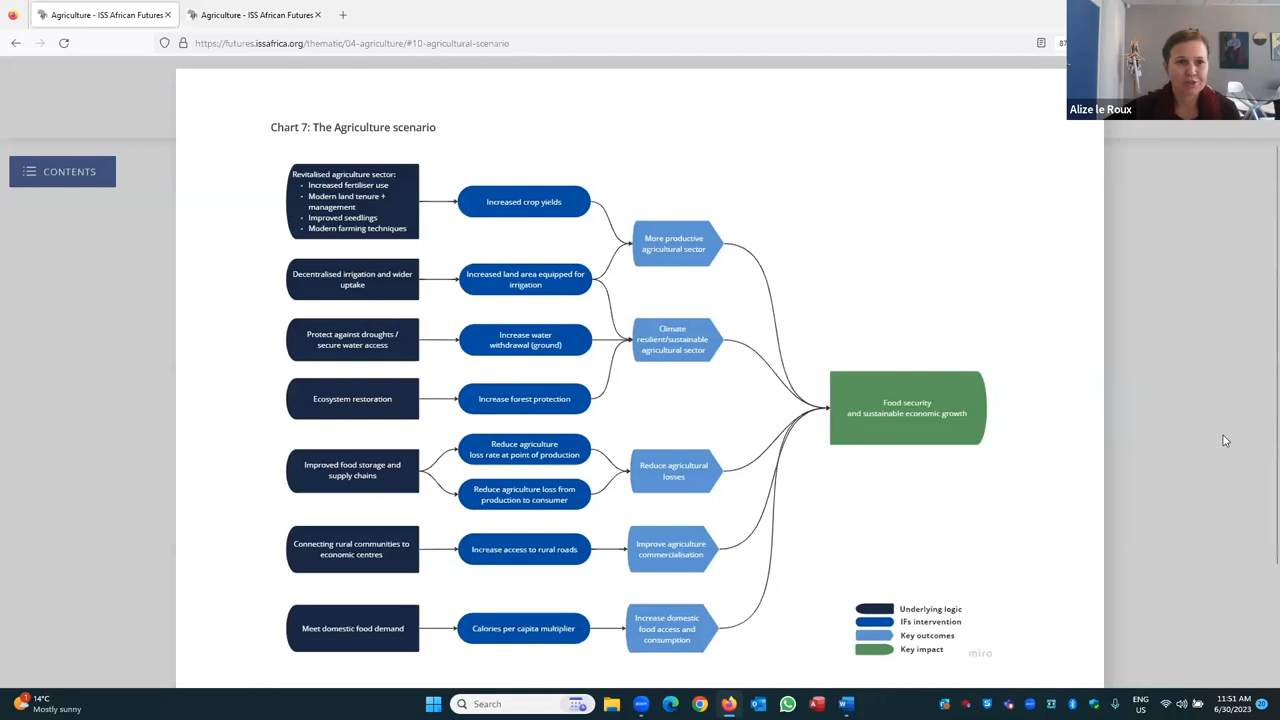 Agriculture - ISS African Futures
Agriculture - ISS African Futures
https://futures.issafrica.org/thematic/04-agriculture/#10-agricultural-scenario
Alize le Roux
CONTENTS
Chart 7: The Agriculture scenario
Revitalised agriculture sector:
• Increased fertiliser use
• Modern land tenure +
management
• Improved seedlings
• Modern farming techniques
Increased crop yields
More productive
agricultural sector
Decentralised irrigation and wider
uptake
Increased land area equipped for
irrigation
Protect against droughts /
secure water access
Increase water
withdrawal (ground)
Climate
resilient/sustainable
agricultural sector
Ecosystem restoration
Increase forest protection
Food security
and sustainable economic growth
Improved food storage and
supply chains
Reduce agriculture
loss rate at point of production
Reduce agriculture loss from
production to consumer
Reduce agricultural
losses
Connecting rural communities to
economic centres
Increase access to rural roads
Improve agriculture
commercialisation
Meet domestic food demand
Calories per capita multiplier
Increase domestic
food access and
consumption
Underlying logic
IFs intervention
Key outcomes
Key impact
miro
14°C
Mostly sunny
Search
ENG
US
11:51 AM
6/30/2023